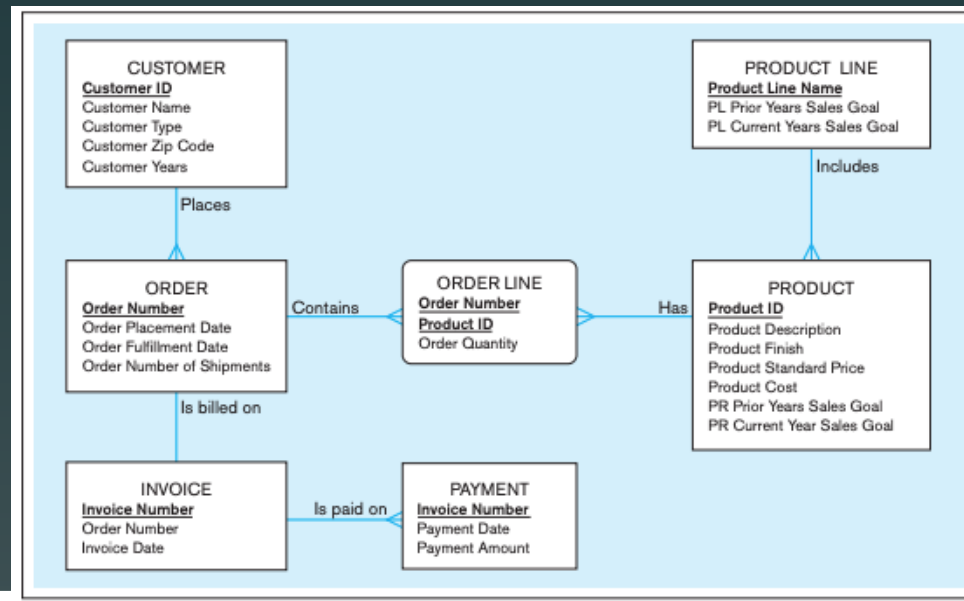 CUSTOMER
Customer ID
Customer Name
Customer Type
Customer Zip Code
Customer Years
PRODUCT LINE
Product Line Name
PL Prior Years Sales Goal
PL Current Years Sales Goal
Places
Includes
ORDER
Order Number
Order Placement Date
Order Fulfillment Date
Order Number of Shipments
Contains
ORDER LINE
Order Number
Product ID
Order Quantity
Has
PRODUCT
Product ID
Product Description
Product Finish
Product Standard Price
Product Cost
PR Prior Years Sales Goal
PR Current Year Sales Goal
Is billed on
INVOICE
Invoice Number
Order Number
Invoice Date
Is paid on
PAYMENT
Invoice Number
Payment Date
Payment Amount